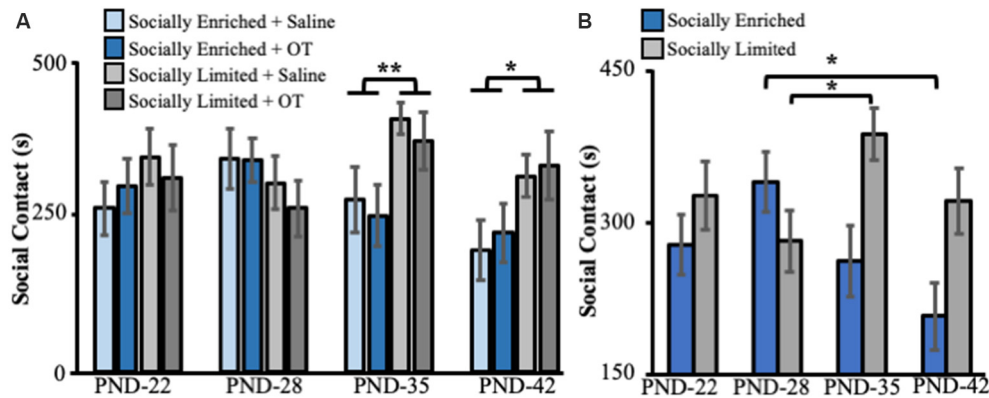 A
Socially Enriched + Saline
Socially Enriched + OT
Socially Limited + Saline
Socially Limited + OT
500
250
0
Social Contact (s)
**
*
PND-22 PND-28 PND-35 PND-42
B
Socially Enriched
Socially Limited
450
300
150
Social Contact (s)
*
*
PND-22 PND-28 PND-35 PND-42